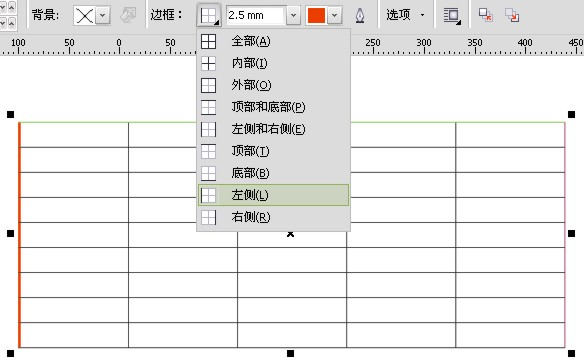 背景: 边框: 2.5 mm 选项
100 50 0 50 250 300 350 400 450
全部(A)
内部(I)
外部(O)
顶部和底部(P)
左侧和右侧(E)
顶部(T)
底部(B)
左侧(L)
右侧(R)